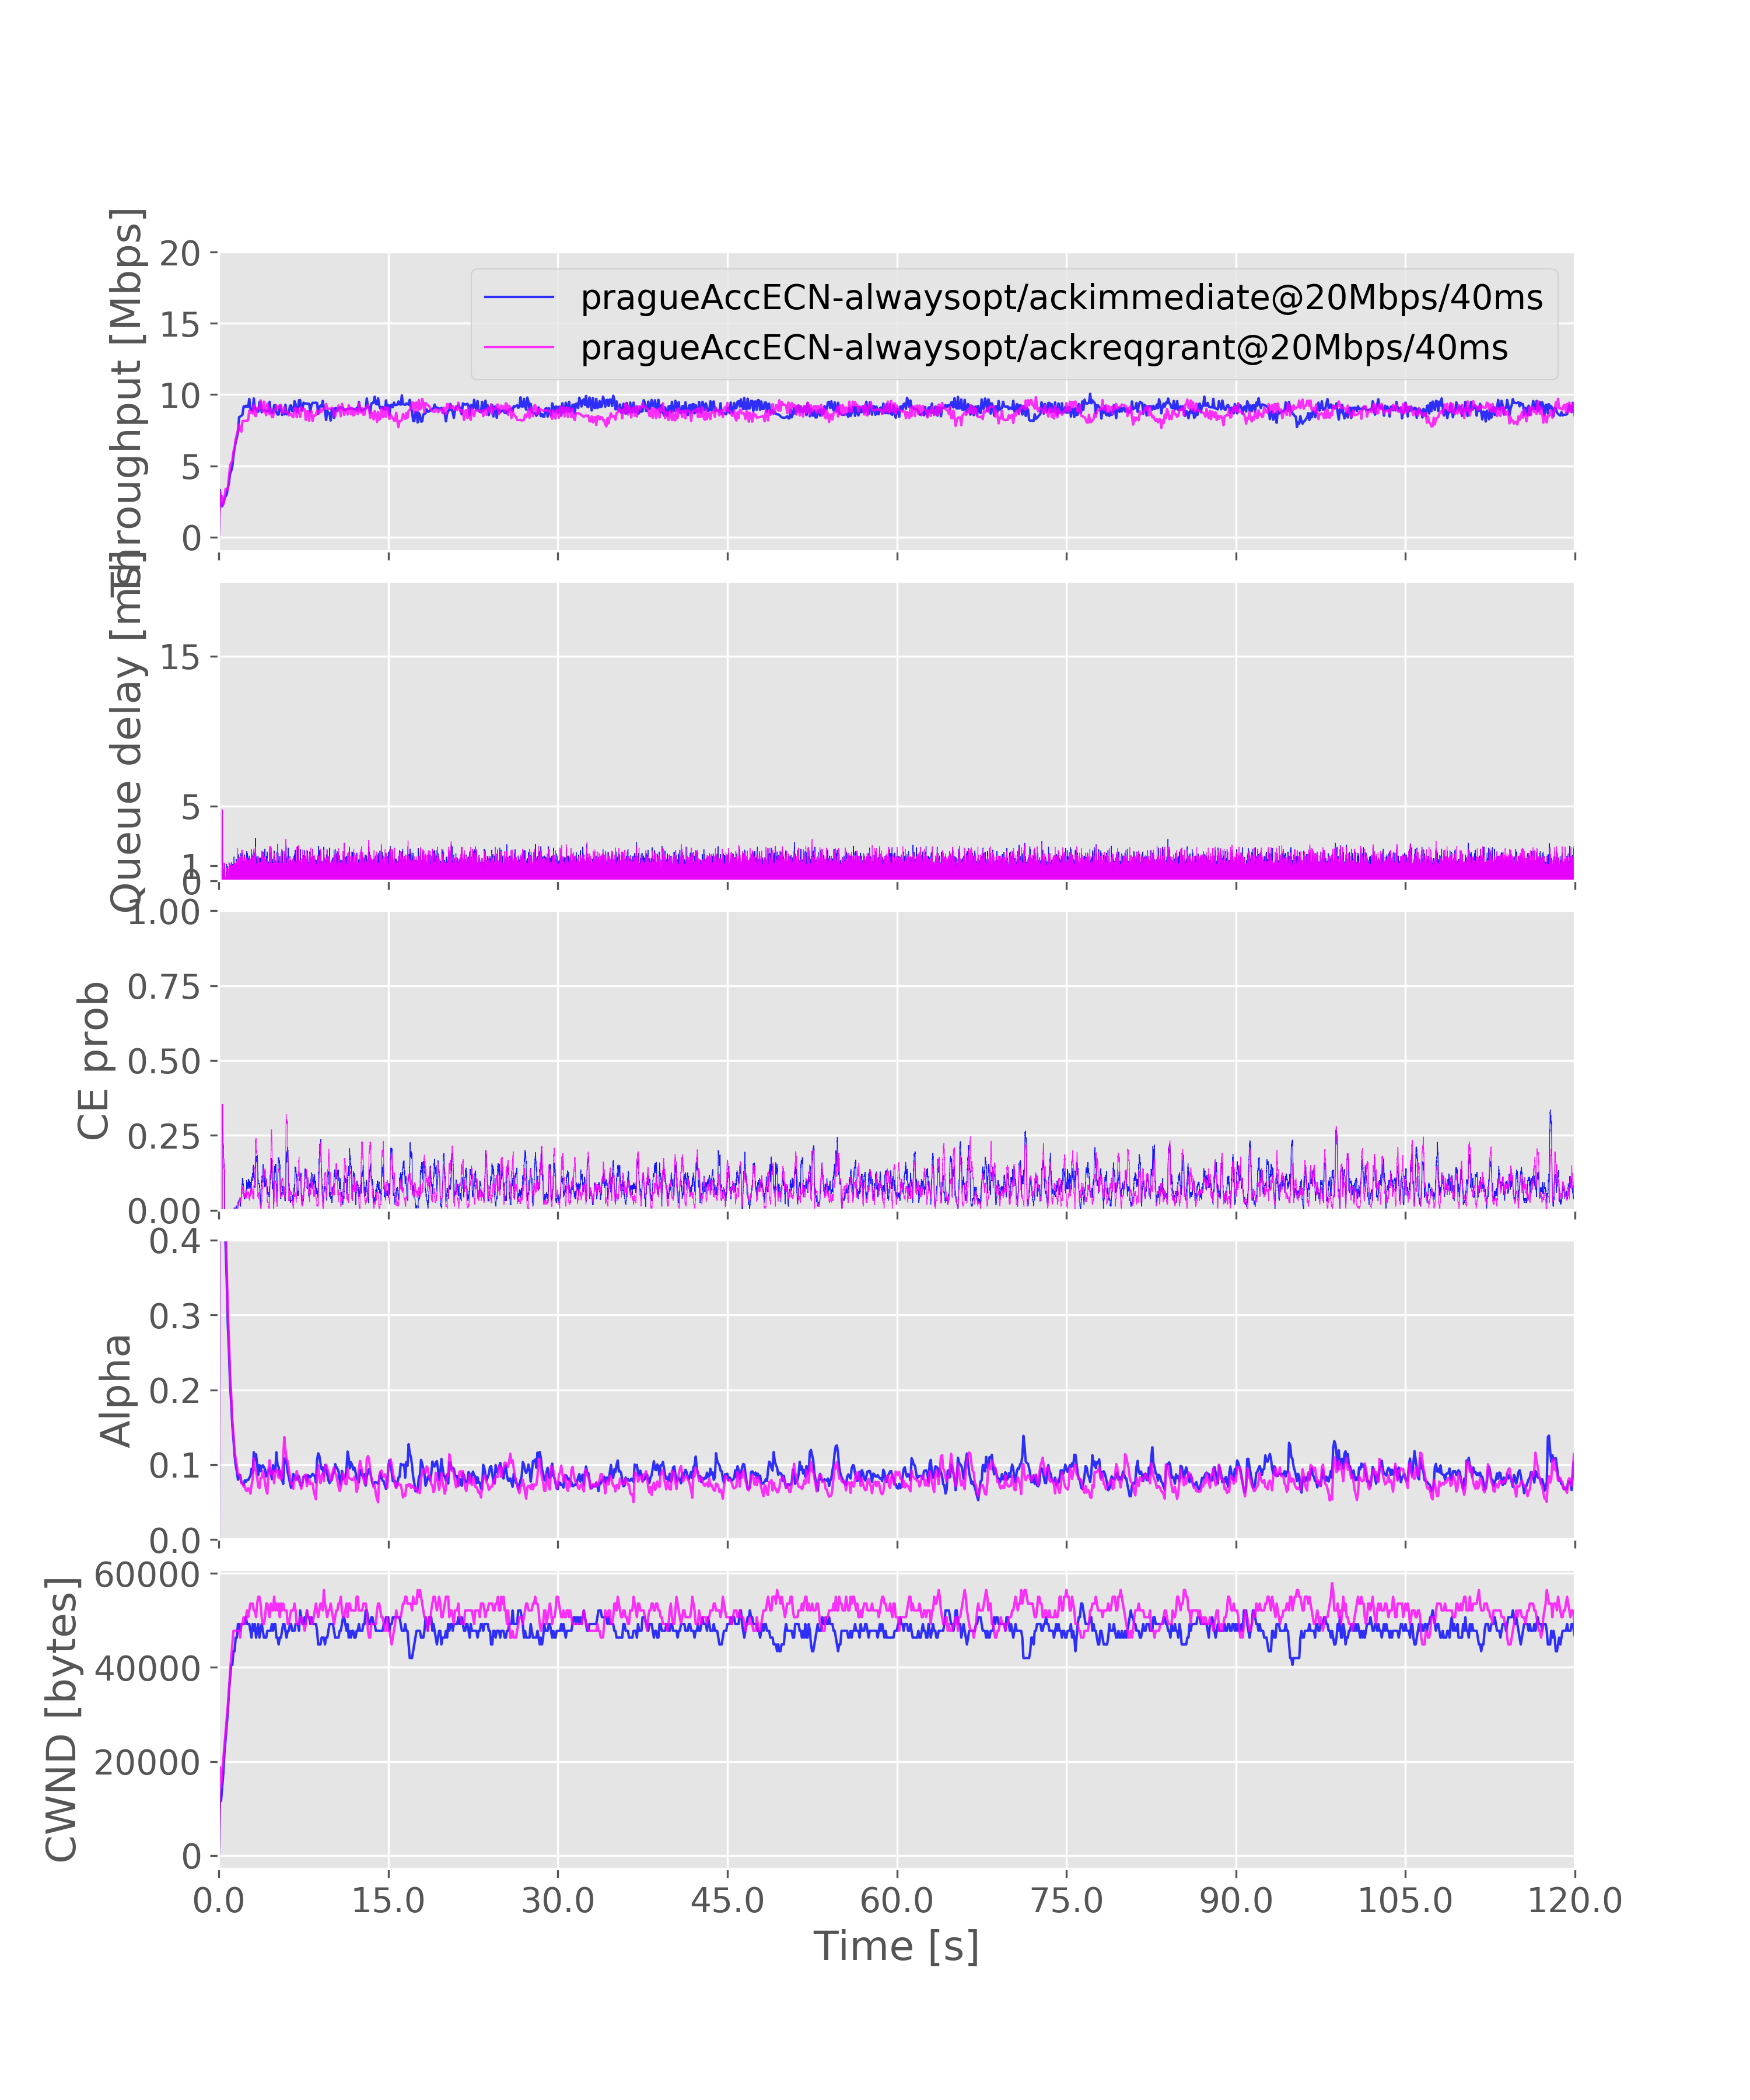 Throughput [Mbps]
20
15
10
5
0
pragueAccECN-alwaysopt/ackimmediate@20Mbps/40ms
pragueAccECN-alwaysopt/ackreqgrant@20Mbps/40ms
Queue delay [ms]
15
5
1
0
CE prob
1.00
0.75
0.50
0.25
0.00
Alpha
0.4
0.3
0.2
0.1
0.0
CWND [bytes]
60000
40000
20000
0
0.0 15.0 30.0 45.0 60.0 75.0 90.0 105.0 120.0
Time [s]